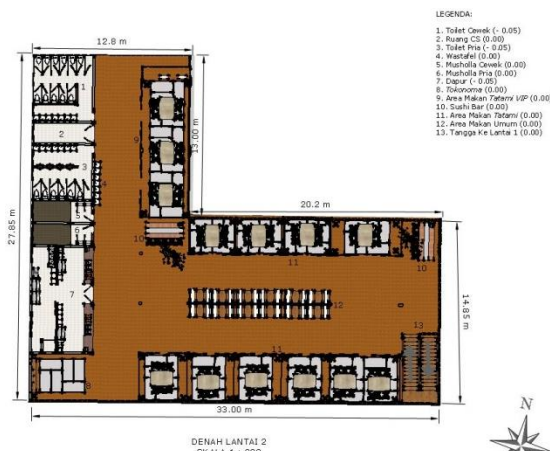 LEGENDA:
1. Toilet Cewek (- 0.05)
2. Ruang CS (0.00)
3. Toilet Pria (- 0.05)
4. Wastafel (0.00)
5. Musholla Cewek (0.00)
6. Musholla Pria (0.00)
7. Dapur (- 0.05)
8. Tokonoma (0.00)
9. Area Makan Tatami VIP (0.00)
10. Sushi Bar (0.00)
11. Area Makan Tatami (0.00)
12. Area Makan Umum (0.00)
13. Tangga Ke Lantai 1 (0.00)
12.8 m
13.00 m
27.85 m
20.2 m
14.85 m
33.00 m
1
2
3
4
5
6
7
8
9
10
11
10
12
13
11
DENAH LANTAI 2
N